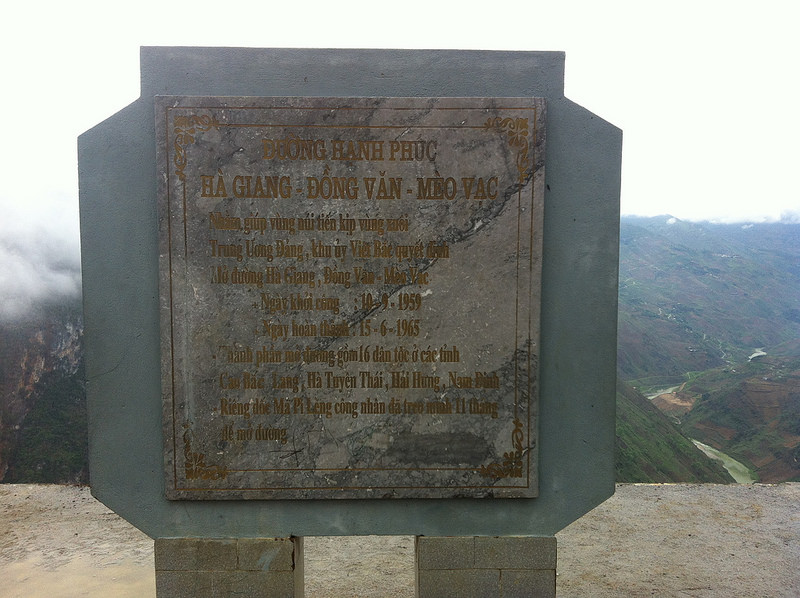 ĐƯỜNG HẠNH PHÚC
HÀ GIANG - ĐỒNG VĂN - MÈO VẠC
Nhằm giúp vùng núi tiến kịp vùng xuôi
Trung Ương Đảng, khu ủy Việt Bắc quyết định
Mở đường Hà Giang, Đồng Văn - Mèo Vạc
Ngày khởi công : 10 - 9 - 1959
Ngày hoàn thành : 15 - 6 - 1965
Thành phần mở đường gồm 16 dân tộc ở các tỉnh
Cao Bắc Lạng, Hà Tuyên Thái, Hải Hưng, Nam Định
Riêng dốc Mã Pì Lèng công nhân đã treo mình 11 tháng
để mở đường